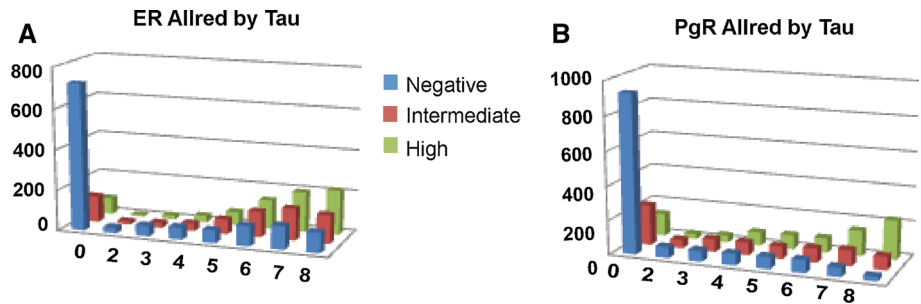 A
ER Allred by Tau
800
600
400
200
0
0 2 3 4 5 6 7 8
Negative
Intermediate
High
B
PgR Allred by Tau
1000
800
600
400
200
0
0 2 3 4 5 6 7 8